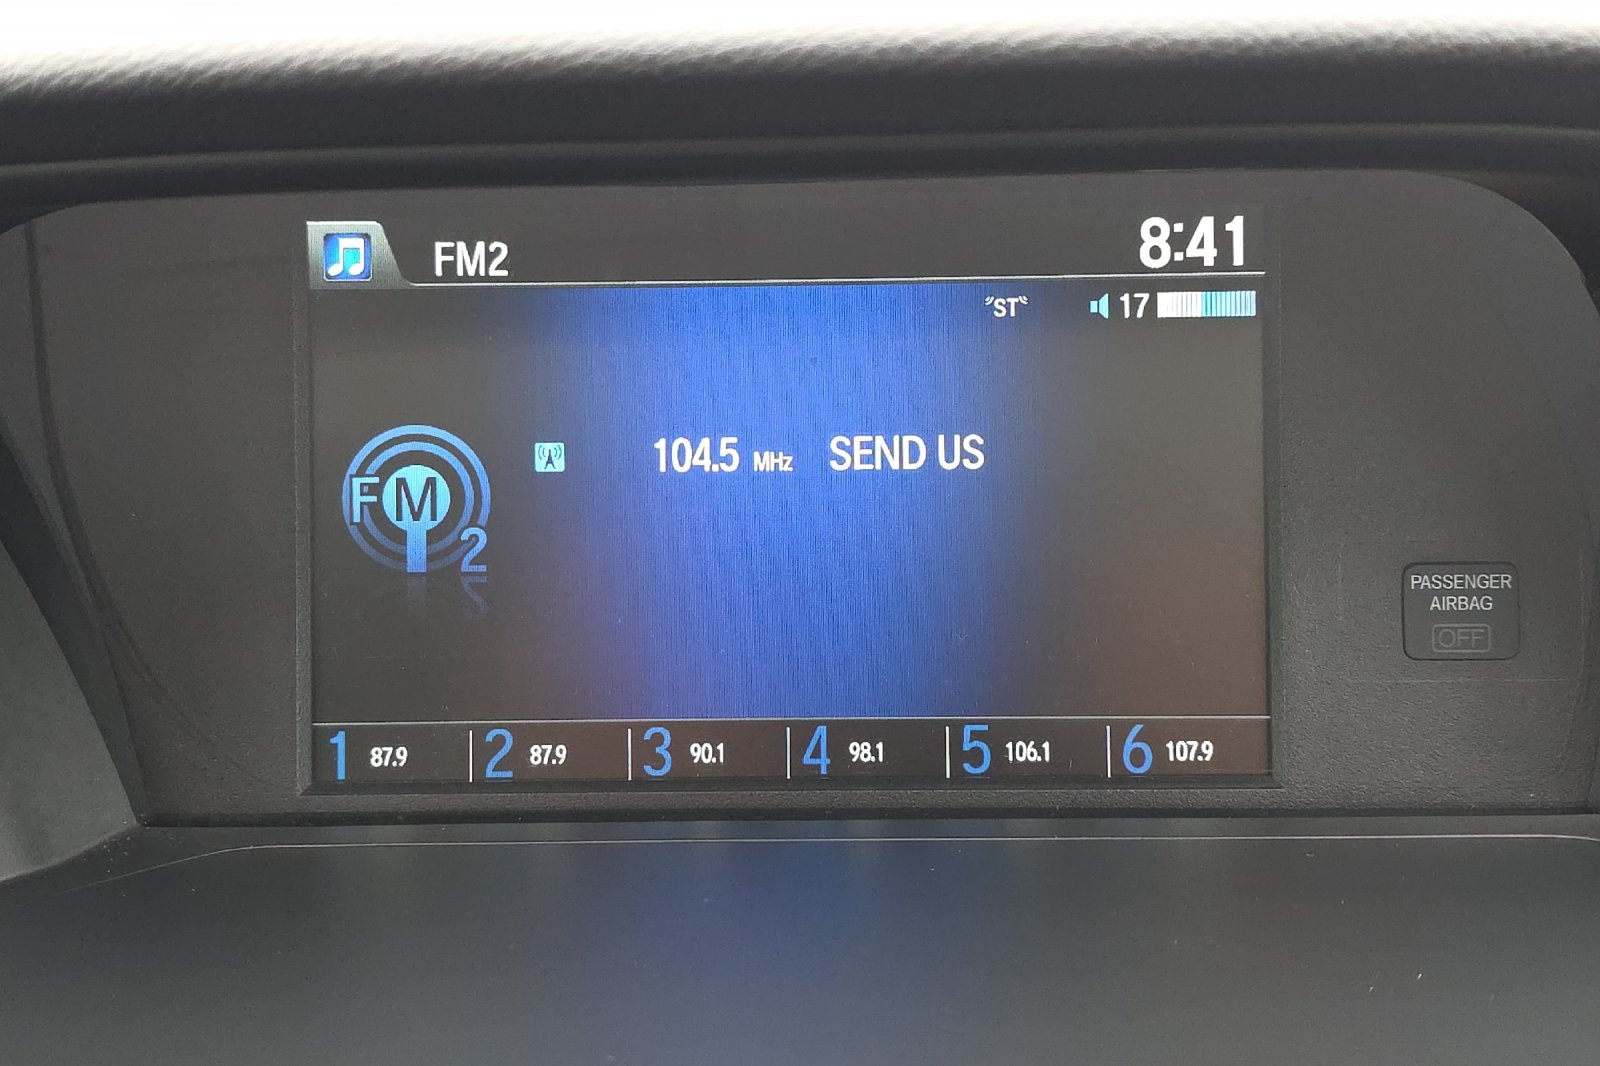 FM2
8:41
ST
17
104.5 MHz SEND US
FM
2
1 87.9
2 87.9
3 90.1
4 98.1
5 106.1
6 107.9
PASSENGER
AIRBAG
OFF